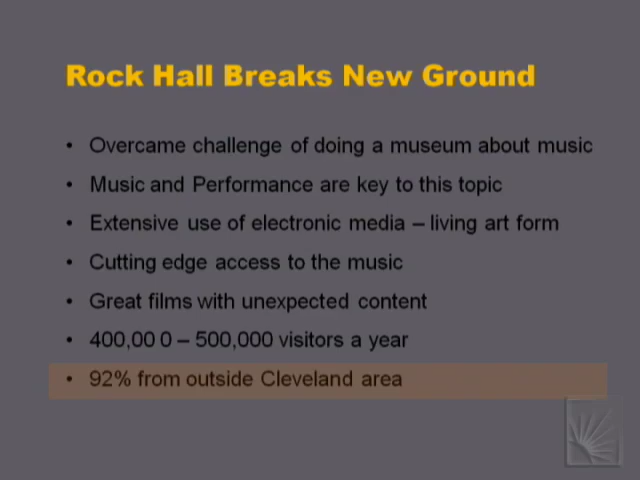 Rock Hall Breaks New Ground
• Overcame challenge of doing a museum about music
• Music and Performance are key to this topic
• Extensive use of electronic media – living art form
• Cutting edge access to the music
• Great films with unexpected content
• 400,00 0 – 500,000 visitors a year
• 92% from outside Cleveland area